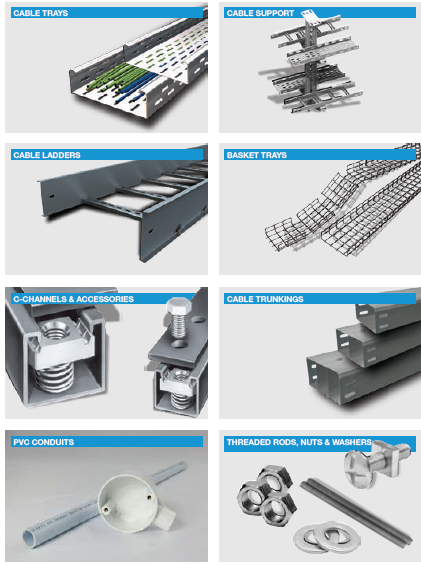 CABLE TRAYS
CABLE SUPPORT
CABLE LADDERS
BASKET TRAYS
C-CHANNELS & ACCESSORIES
CABLE TRUNKINGS
PVC CONDUITS
THREADED RODS, NUTS & WASHERS